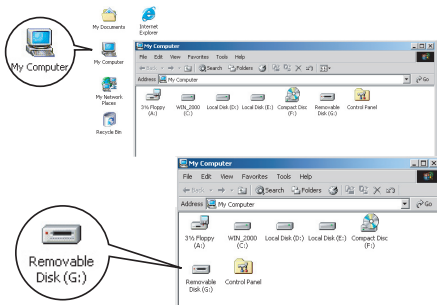 My Documents
Internet
Explorer
My Computer
My Computer
My Network
Places
Recycle Bin
My Computer
File Edit View Favorites Tools Help
Back Search Folders
Address My Computer Go
3½ Floppy
(A:)
WIN_2000
(C:)
Local Disk (D:)
Local Disk (E:)
Compact Disc
(F:)
Removable
Disk (G:)
Control Panel
My Computer
File Edit View Favorites Tools Help
Back Search Folders
Address My Computer Go
3½ Floppy
(A:)
WIN_2000
(C:)
Local Disk (D:)
Local Disk (E:)
Compact Disc
(F:)
Removable
Disk (G:)
Control Panel
Removable
Disk (G:)